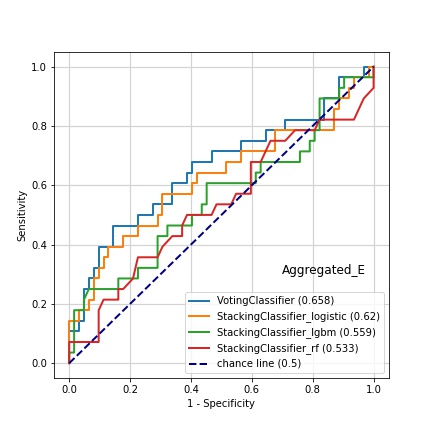 1.0
0.8
0.6
0.4
0.2
0.0
Sensitivity
Aggregated_E
VotingClassifier (0.658)
StackingClassifier_logistic (0.62)
StackingClassifier_lgbm (0.559)
StackingClassifier_rf (0.533)
chance line (0.5)
0.0 0.2 0.4 0.6 0.8 1.0
1 - Specificity